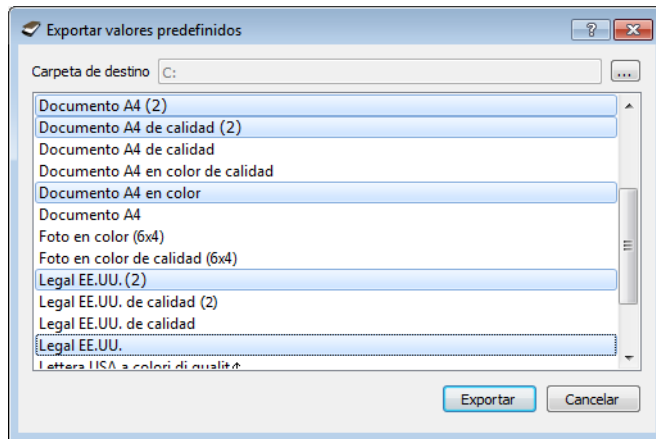 Exportar valores predefinidos
Carpeta de destino C:
...
Documento A4 (2)
Documento A4 de calidad (2)
Documento A4 de calidad
Documento A4 en color de calidad
Documento A4 en color
Documento A4
Foto en color (6x4)
Foto en color de calidad (6x4)
Legal EE.UU. (2)
Legal EE.UU. de calidad (2)
Legal EE.UU. de calidad
Legal EE.UU.
Lettera USA a colori di
Exportar Cancelar